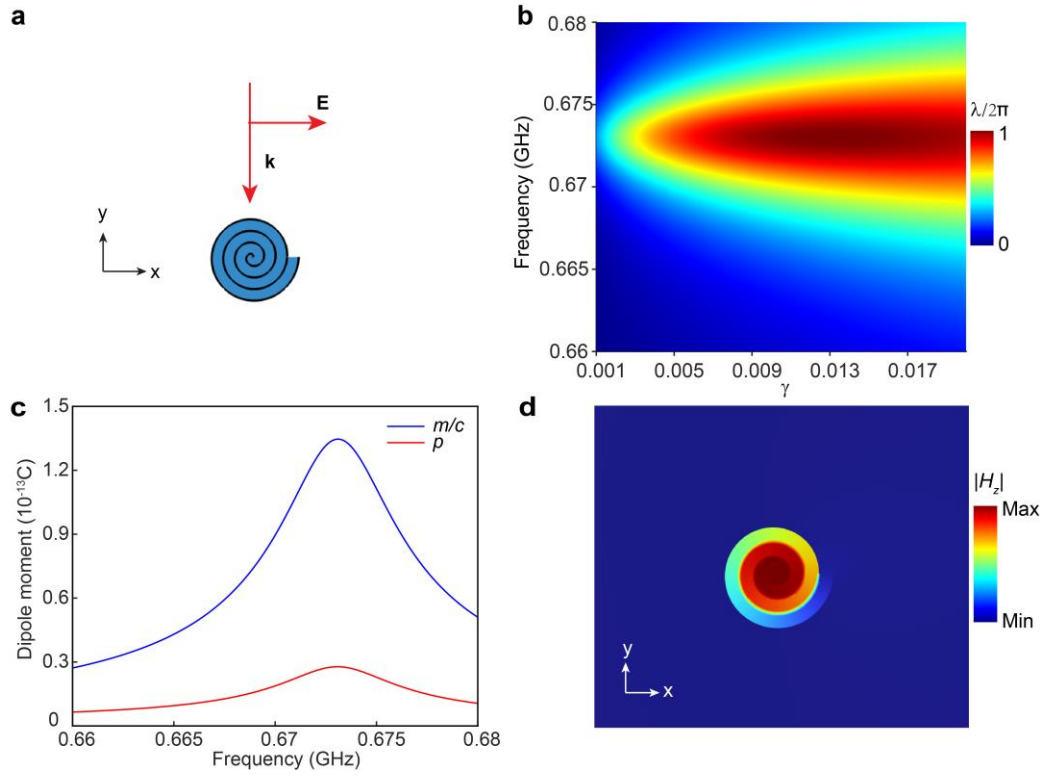 a
E
k
y
x
b
Frequency (GHz)
0.68
0.675
0.67
0.665
0.66
0.001
0.005
0.009
0.013
0.017
γ
λ/2π
1
0
c
Dipole moment (10⁻¹³C)
1.5
1.2
0.9
0.6
0.3
0
m/c
p
0.66
0.665
0.67
0.675
0.68
Frequency (GHz)
d
|Hz|
Max
Min
y
x